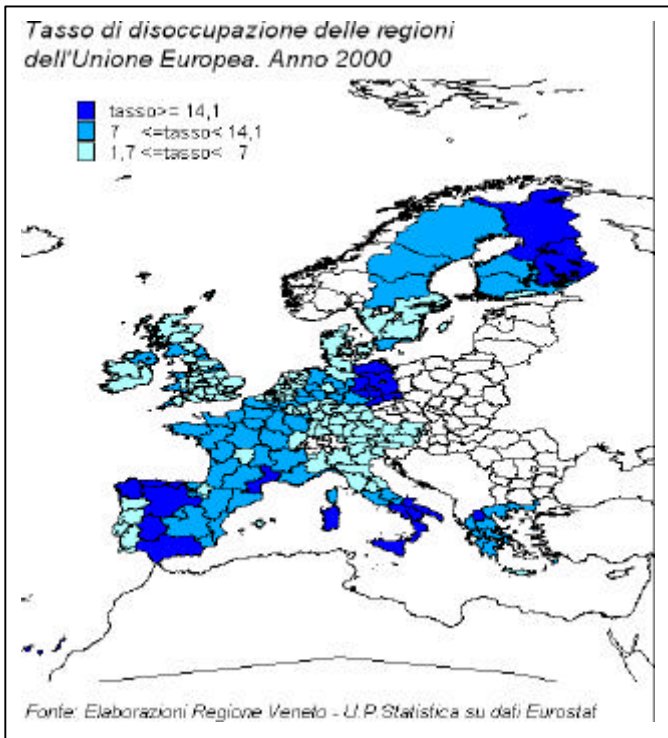 Tasso di disoccupazione delle regioni
dell'Unione Europea. Anno 2000
tasso>= 14,1
7 <=tasso< 14,1
1,7 <=tasso< 7
Fonte: Elaborazioni Regione Veneto - U.P.Statistica su dati Eurostat